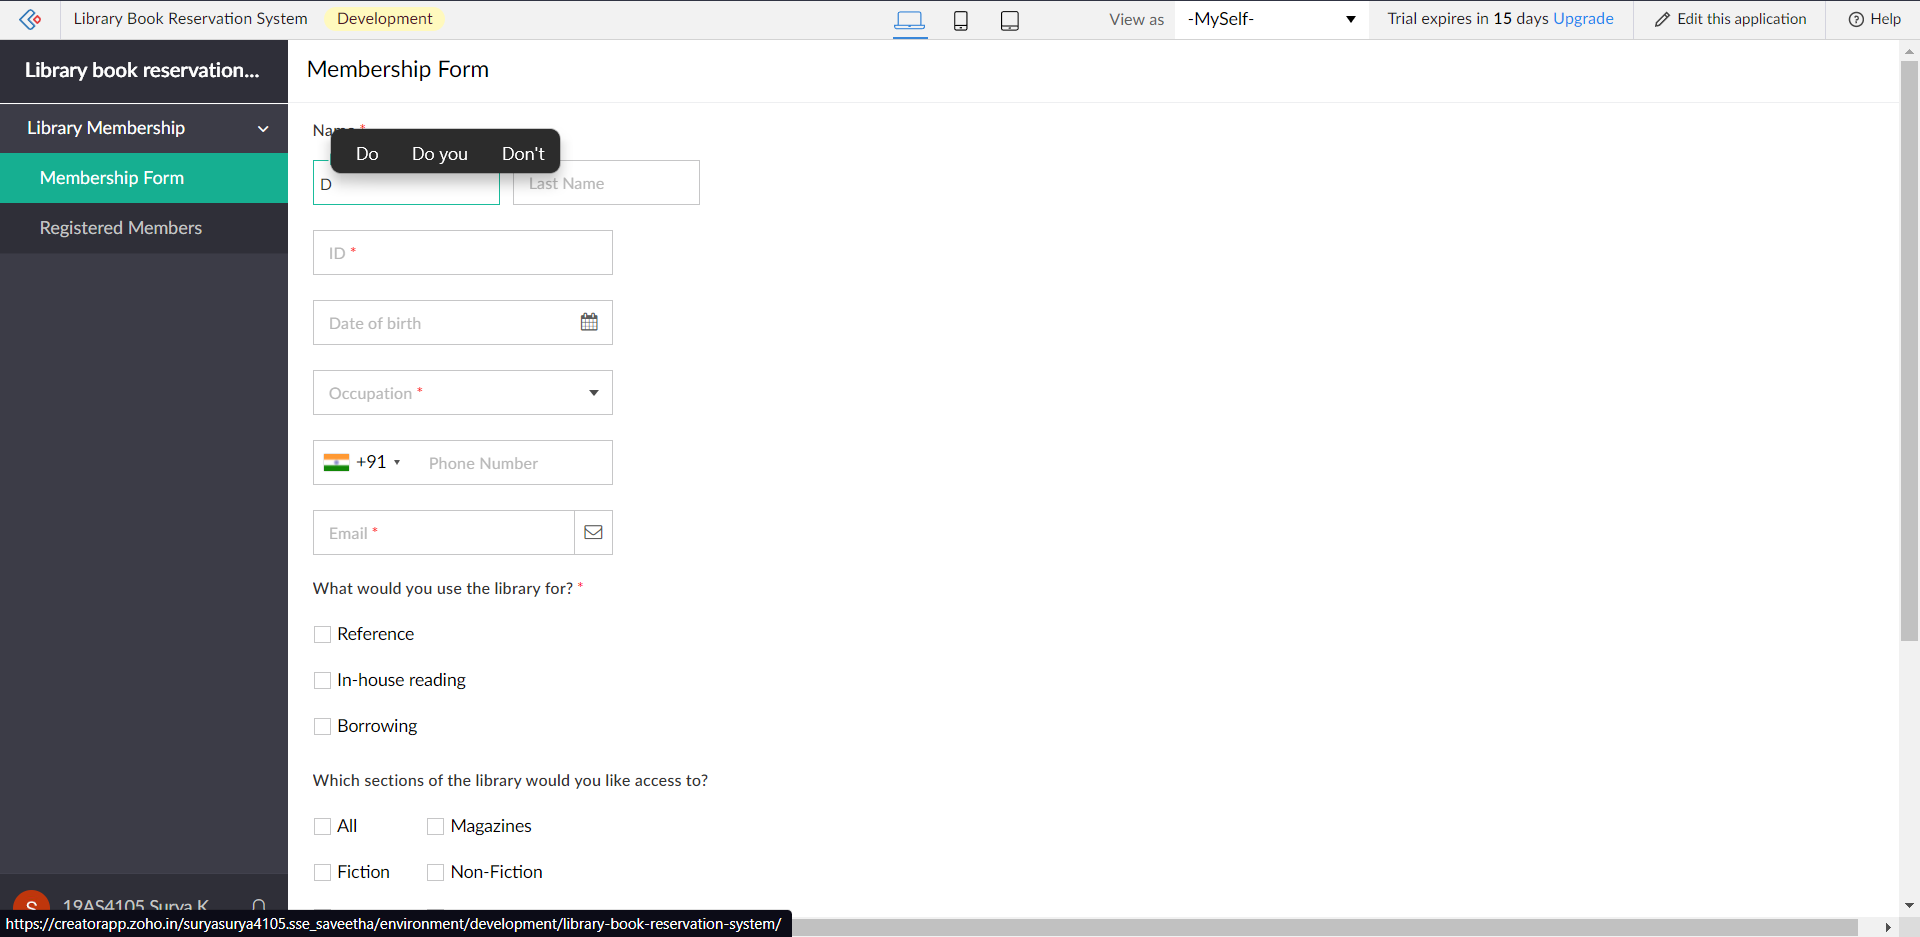 Library Book Reservation System Development View as -MySelf- Trial expires in 15 days Upgrade Edit this application Help
Library book reservation...
Library Membership
Membership Form
Registered Members
Membership Form
Do Do you Don't
D Last Name
ID *
Date of birth
Occupation *
+91 Phone Number
Email *
What would you use the library for? *
Reference
In-house reading
Borrowing
Which sections of the library would you like access to?
All Magazines
Fiction Non-Fiction
S 19AS4105 Surya K
https://creatorapp.zoho.in/suryasurya4105.sse_saveetha/environment/development/library-book-reservation-system/